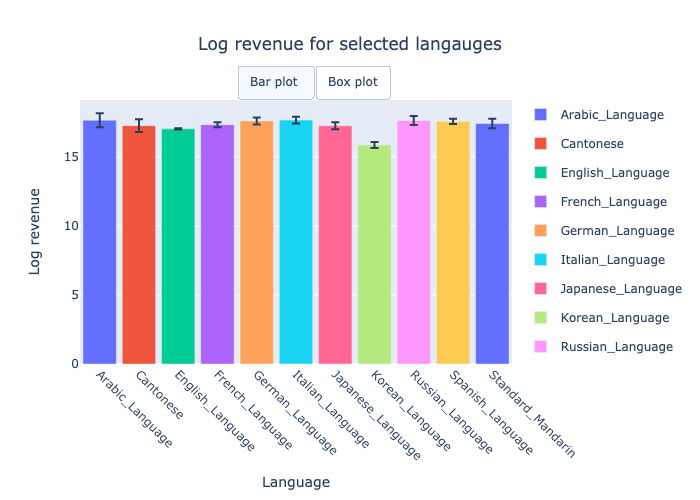 Log revenue for selected langauges
Bar plot
Box plot
Log revenue
15
10
5
0
Arabic_Language
Cantonese
English_Language
French_Language
German_Language
Italian_Language
Japanese_Language
Korean_Language
Russian_Language
Spanish_Language
Standard_Mandarin
Language
Arabic_Language
Cantonese
English_Language
French_Language
German_Language
Italian_Language
Japanese_Language
Korean_Language
Russian_Language